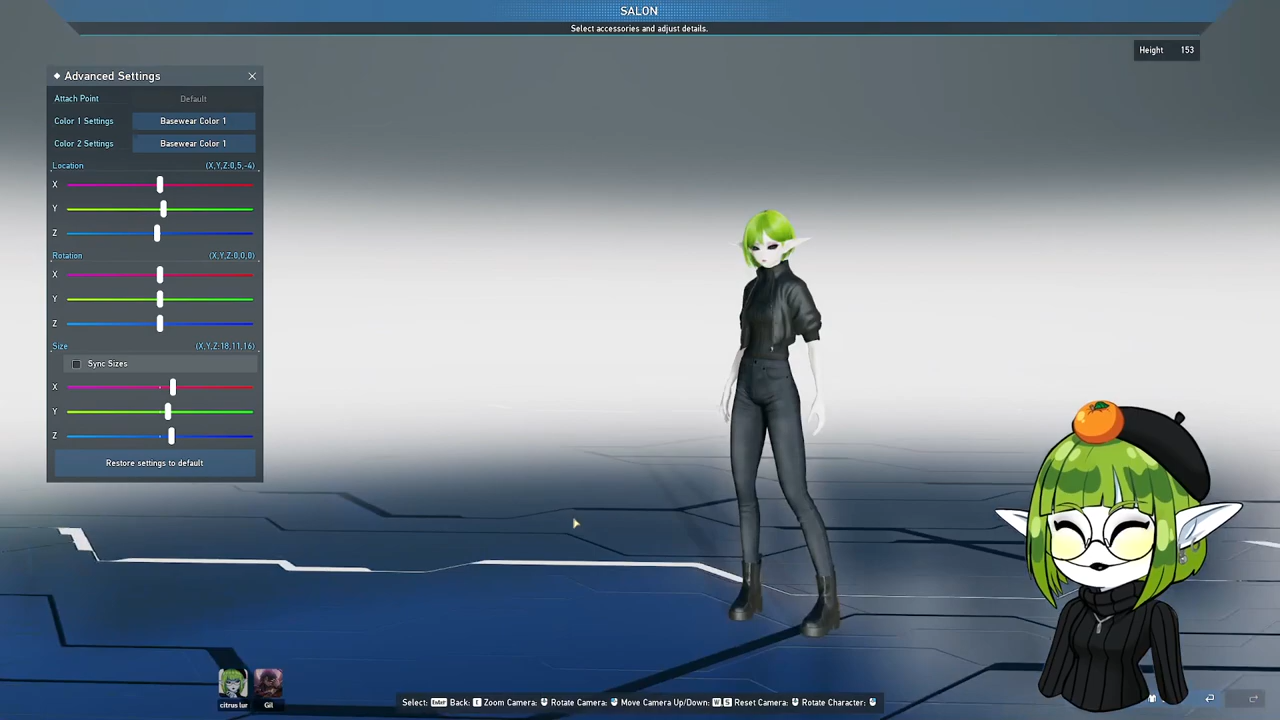 SALON
Select accessories and adjust details.
Height 153
Advanced Settings
Attach Point Default
Color 1 Settings Basewear Color 1
Color 2 Settings Basewear Color 1
Location (X,Y,Z:0,5,-4)
X
Y
Z
Rotation (X,Y,Z:0,0,0)
X
Y
Z
Size (X,Y,Z:18,11,16)
Sync Sizes
X
Y
Z
Restore settings to default
citrus lur
Gil
Select: Enter Back: Zoom Camera: Rotate Camera: Move Camera Up/Down: W,S Reset Camera: Rotate Character: